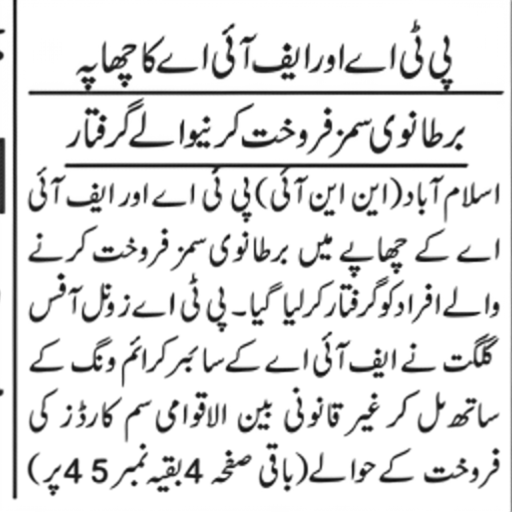 پی ٹی اے اور ایف آئی اے کا چھاپہ
برطانوی سمز فروخت کرنیوالے گرفتار
اسلام آباد (این این آئی) پی ٹی اے اور ایف آئی
اے کے چھاپے میں برطانوی سمز فروخت کرنے
والے افراد کو گرفتار کر لیا گیا۔ پی ٹی اے زونل آفس
گلگت نے ایف آئی اے کے سائبر کرائم ونگ کے
ساتھ مل کر غیر قانونی بین الاقوامی سم کارڈز کی
فروخت کے حوالے (باقی صفحہ 4 بقیہ نمبر 45 پر)